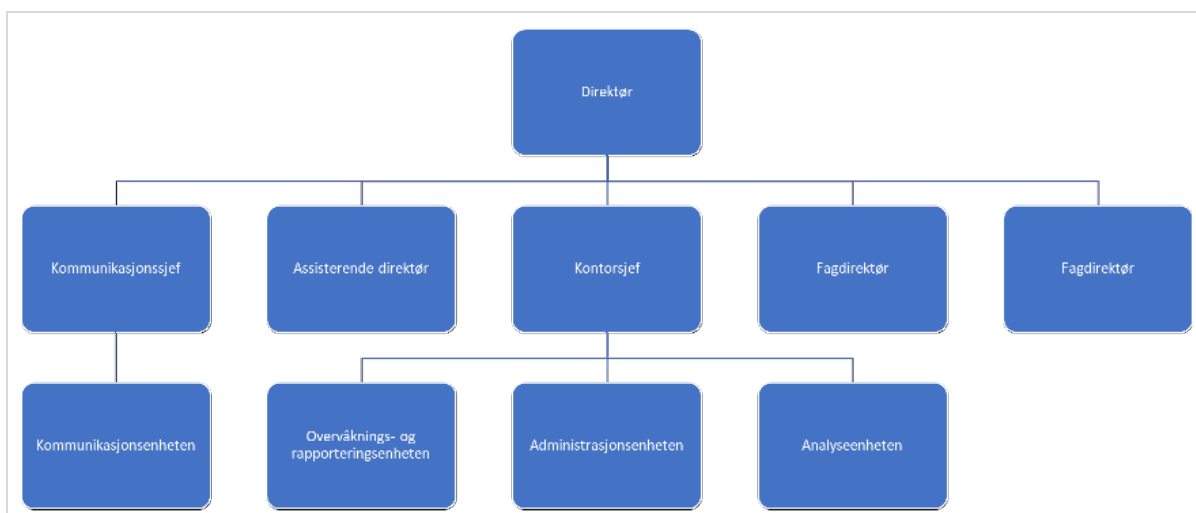 Direktør
Kommunikasjonssjef
Assisterende direktør
Kontorsjef
Fagdirektør
Fagdirektør
Kommunikasjonsenheten
Overvåknings- og
rapporteringsenheten
Administrasjonsenheten
Analyseenheten